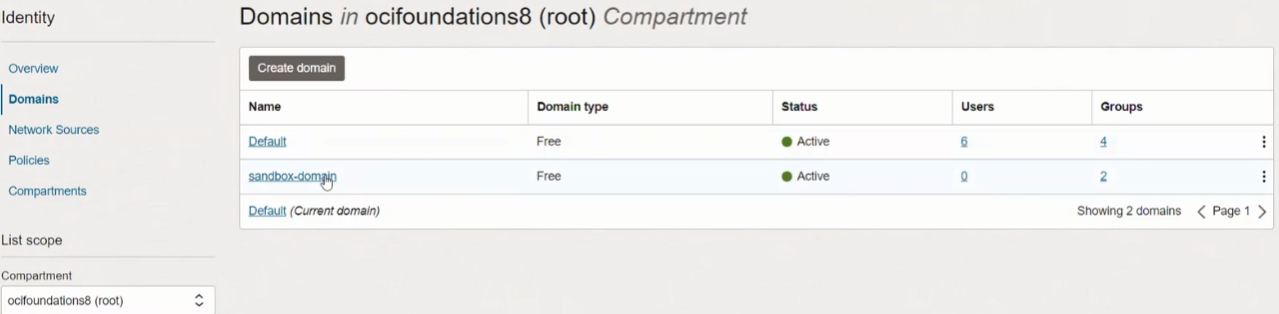 Identity
Overview
Domains
Network Sources
Policies
Compartments
List scope
Compartment
ocifoundations8 (root)
Domains in ocifoundations8 (root) Compartment
Create domain
Name Domain type Status Users Groups
Default Free Active 6 4
sandbox-domain Free Active 0 2
Default (Current domain) Showing 2 domains Page 1